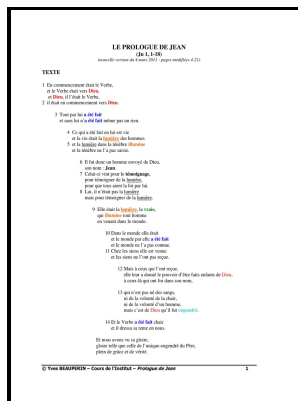 LE PROLOGUE DE JEAN
(Jn 1, 1-18)
(nouvelle version du 4 mars 2011 : pages modifiées 4-21)
TEXTE
1 En commencement était le Verbe,
et le Verbe était vers Dieu,
et Dieu, il l'était le Verbe,
2 il était en commencement vers Dieu.
3 Tout par lui a été fait
et sans lui n'a été fait même pas un rien.
4 Ce qui a été fait en lui est vie
et la vie était la lumière des hommes
5 et la lumière dans la ténèbre illumine
et la ténèbre ne l'a pas saisie.
6 Il fut donc un homme envoyé de Dieu,
son nom : Jean.
7 Celui-ci vint pour le témoignage,
pour témoigner de la lumière,
pour que tous aient la foi par lui.
8 Lui, il n'était pas la lumière
mais pour témoigner de la lumière.
9 Elle était la lumière, la vraie,
qui illumine tout homme
en venant dans le monde.
10 Dans le monde elle était
et le monde par elle a été fait
et le monde ne l'a pas connue.
11 Chez les siens elle est venue
et les siens ne l'ont pas reçue.
12 Mais à ceux qui l'ont reçue,
elle leur a donné le pouvoir d'être faits enfants de Dieu,
à ceux-là qui ont foi dans son nom,
13 qui n'ont pas né des sangs,
ni de la volonté de la chair,
ni de la volonté d'un homme,
mais c'est de Dieu qu'il fut engendré.
14 Et le Verbe a été fait chair
et il dressa sa tente en nous.
Et nous avons vu sa gloire,
gloire telle que celle de l'unique-engendré du Père,
plein de grâce et de vérité.
© Yves BEAUPERIN – Cours de l'Institut – Prologue de Jean 1